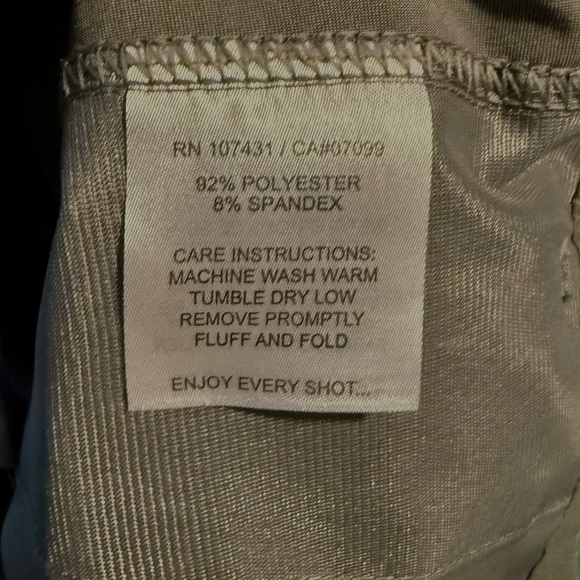 RN 107431 / CA#07099
92% POLYESTER
8% SPANDEX
CARE INSTRUCTIONS:
MACHINE WASH WARM
TUMBLE DRY LOW
REMOVE PROMPTLY
FLUFF AND FOLD
ENJOY EVERY SHOT...